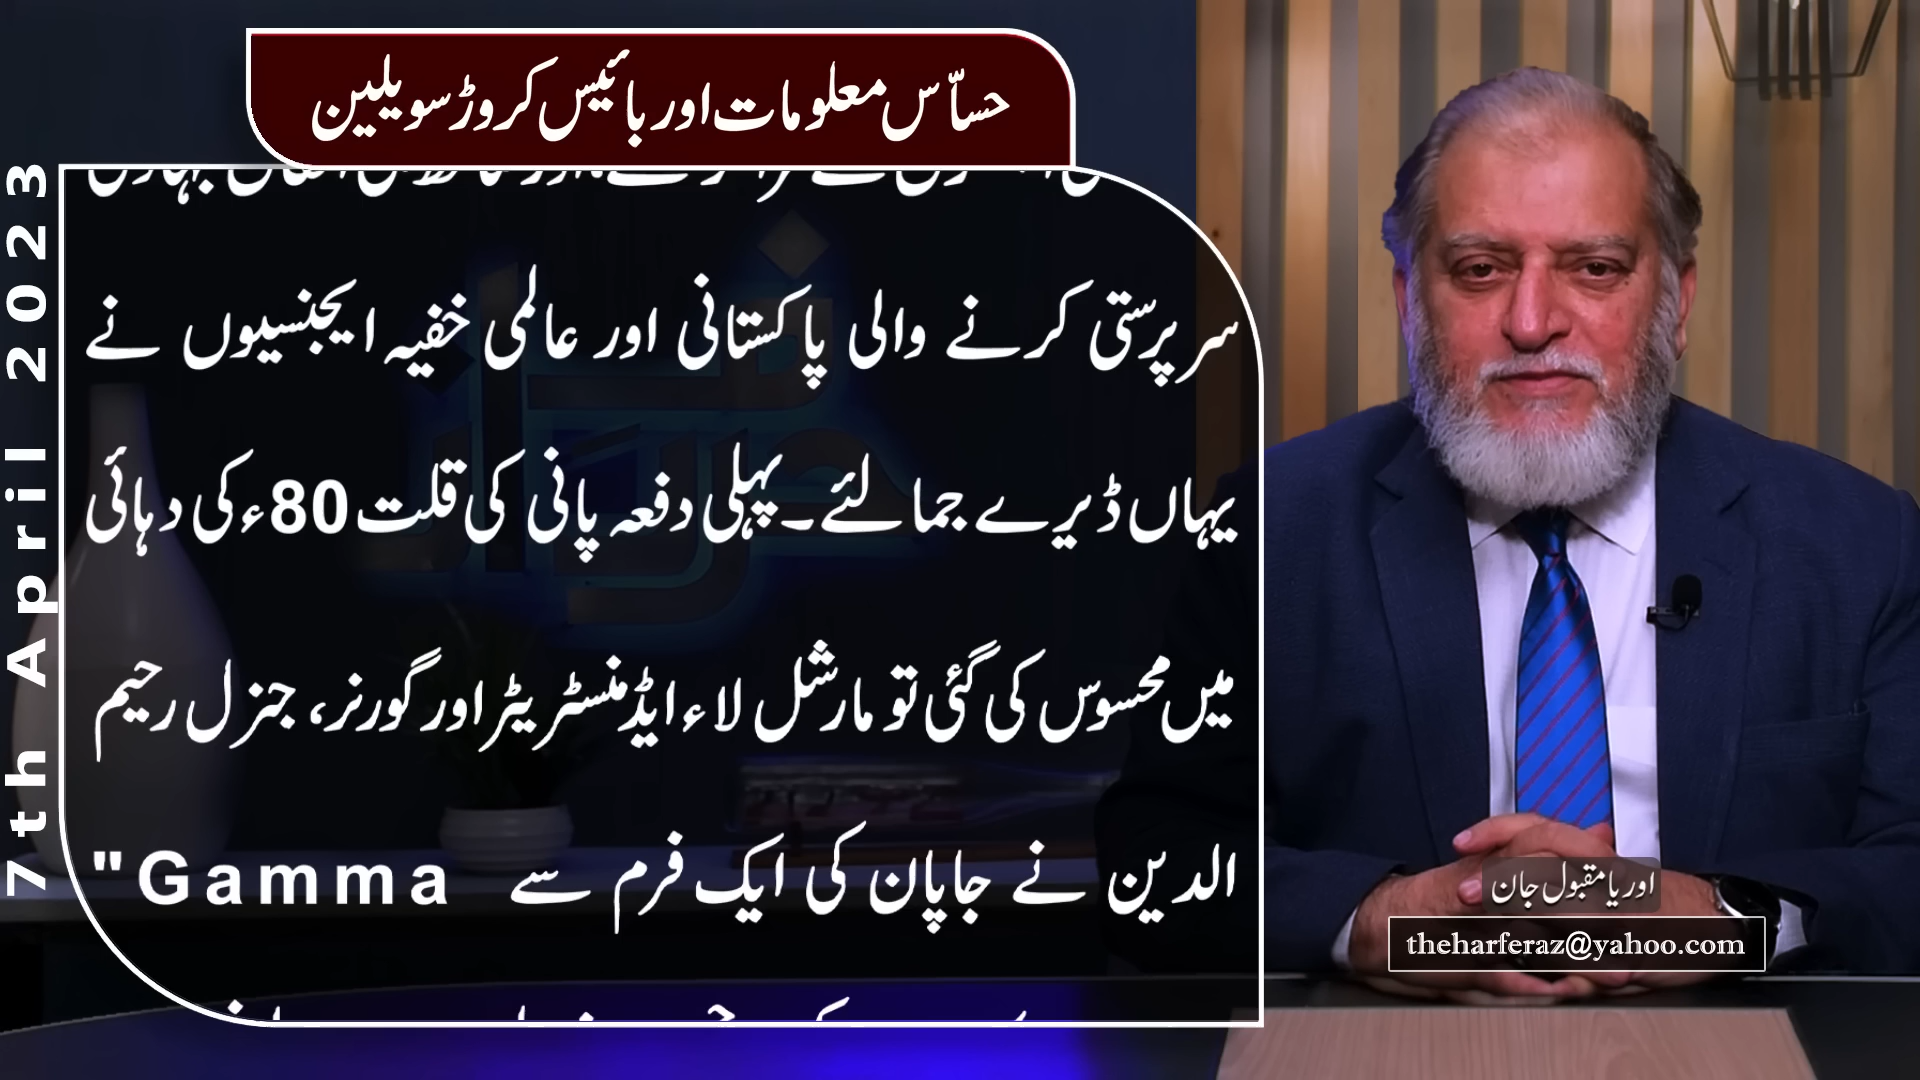 حساّس معلومات اور بائیس کروڑ سویلین
7th April 2023
سرپرستی کرنے والی پاکستانی اور عالمی خفیہ ایجنسیوں نے
یہاں ڈیرے جما لئے۔ پہلی دفعہ پانی کی قلت 80ء کی دہائی
میں محسوس کی گئی تو مارشل لاء ایڈمنسٹریٹر اور گورنر، جنرل رحیم
الدین نے جاپان کی ایک فرم سے "Gamma
اوریا مقبول جان
theharferaz@yahoo.com